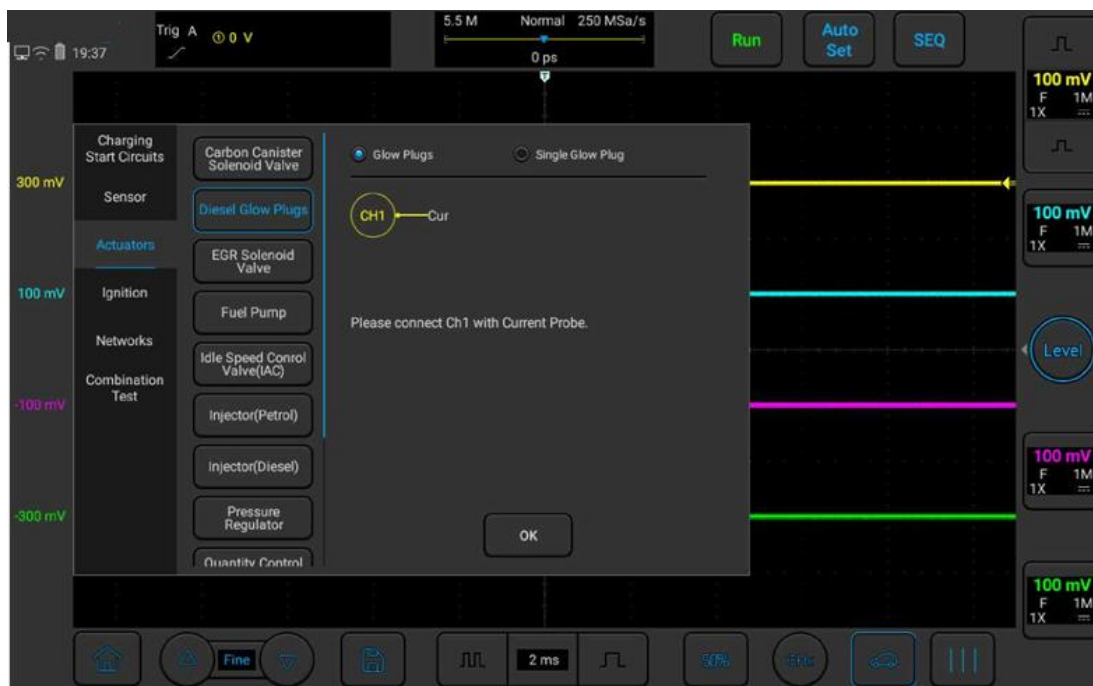 Trig A ① 0 V
5.5 M Normal 250 MSa/s
0 ps
T
Run
Auto
Set
SEQ
19:37
100 mV
F 1M
1X
300 mV
100 mV
-100 mV
-300 mV
Charging
Start Circuits
Sensor
Actuators
Ignition
Networks
Combination
Test
Carbon Canister
Solenoid Valve
Diesel Glow Plugs
EGR Solenoid
Valve
Fuel Pump
Idle Speed Conrol
Valve(IAC)
Injector(Petrol)
Injector(Diesel)
Pressure
Regulator
Quantity Control
Glow Plugs
Single Glow Plug
CH1
Cur
Please connect Ch1 with Current Probe.
OK
100 mV
F 1M
1X
Level
100 mV
F 1M
1X
100 mV
F 1M
1X
Fine
2 ms
50%